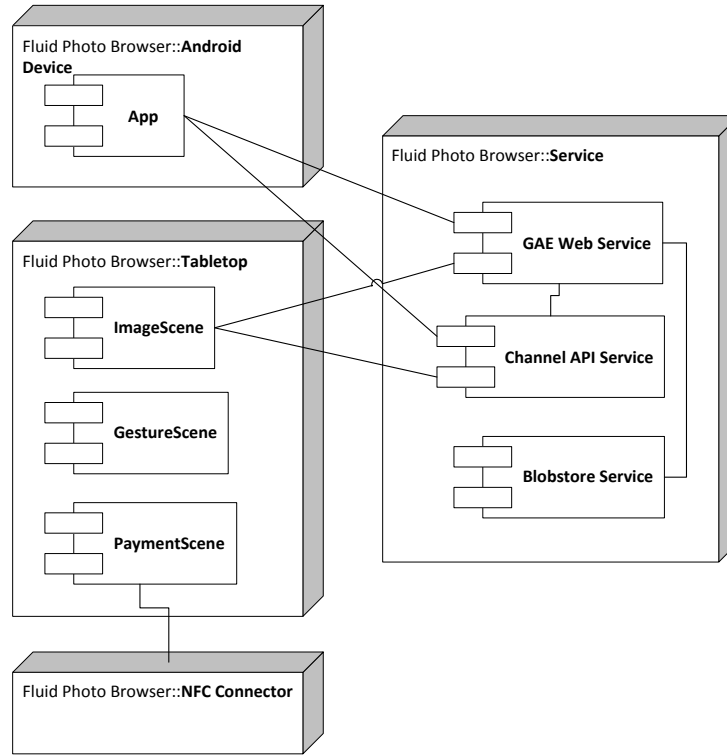 Fluid Photo Browser::Android
Device
App
Fluid Photo Browser::Service
GAE Web Service
Channel API Service
Blobstore Service
Fluid Photo Browser::Tabletop
ImageScene
GestureScene
PaymentScene
Fluid Photo Browser::NFC Connector